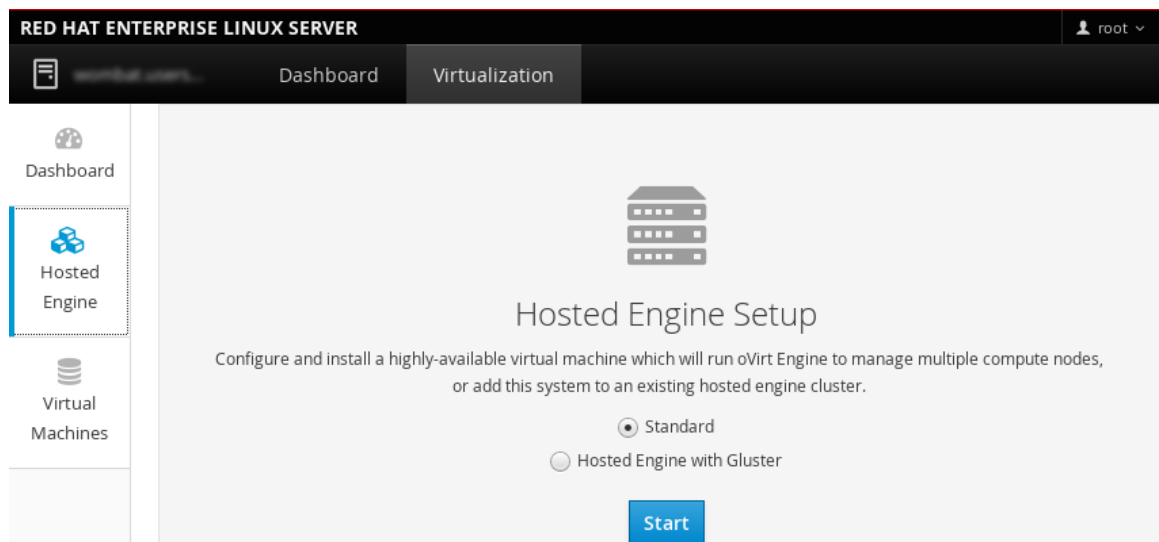 RED HAT ENTERPRISE LINUX SERVER
root
Dashboard
Virtualization
Dashboard
Hosted
Engine
Virtual
Machines
Hosted Engine Setup
Configure and install a highly-available virtual machine which will run oVirt Engine to manage multiple compute nodes,
or add this system to an existing hosted engine cluster.
Standard
Hosted Engine with Gluster
Start